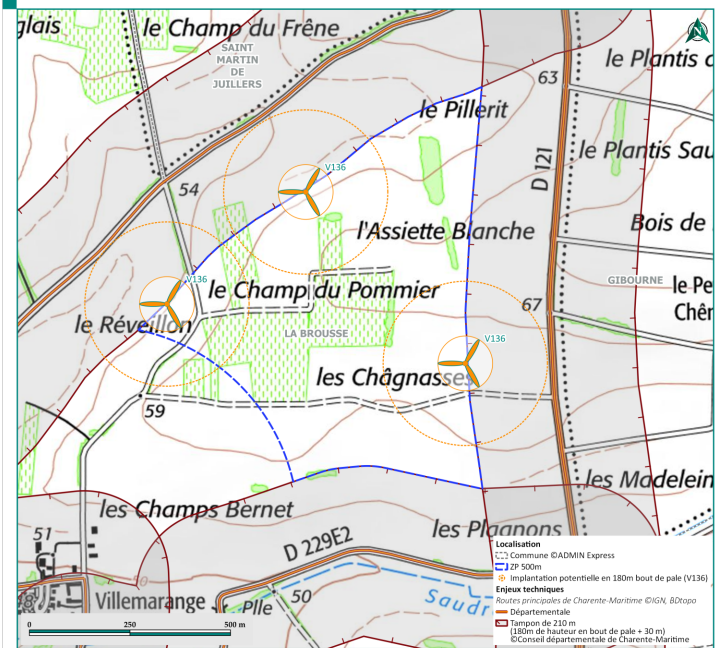 glais
le Champ du Frêne
SAINT
MARTIN
DE
JUILLERS
le Plantis
63
le Pillerit
V136
le Plantis Sau
54
D 121
l'Assiette Blanche
Bois de
V136
le Champ du Pommier
GIBOURNE
le Pe
Chêr
le Réveillon
67
LA BROUSSE
V136
les Châgnasses
59
les Madelein
les Champs Bernet
les Plagnons
51
D 229E2
50
Villemarange
Plle
50
Saudr
0
250
500 m
Localisation
Commune ©ADMIN Express
ZP 500m
Implantation potentielle en 180m bout de pale (V136)
Enjeux techniques
Routes principales de Charente-Maritime ©IGN, BDtopo
Départementale
Tampon de 210 m
(180m de hauteur en bout de pale + 30 m)
©Conseil départementale de Charente-Maritime